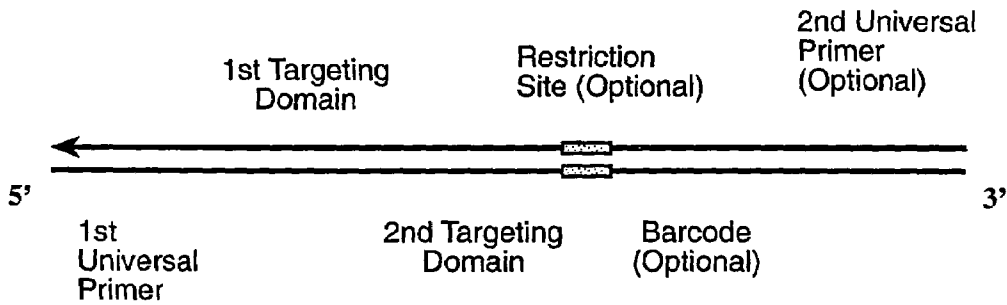 1st Targeting
Domain
Restriction
Site (Optional)
2nd Universal
Primer
(Optional)
5’
3’
1st
Universal
Primer
2nd Targeting
Domain
Barcode
(Optional)